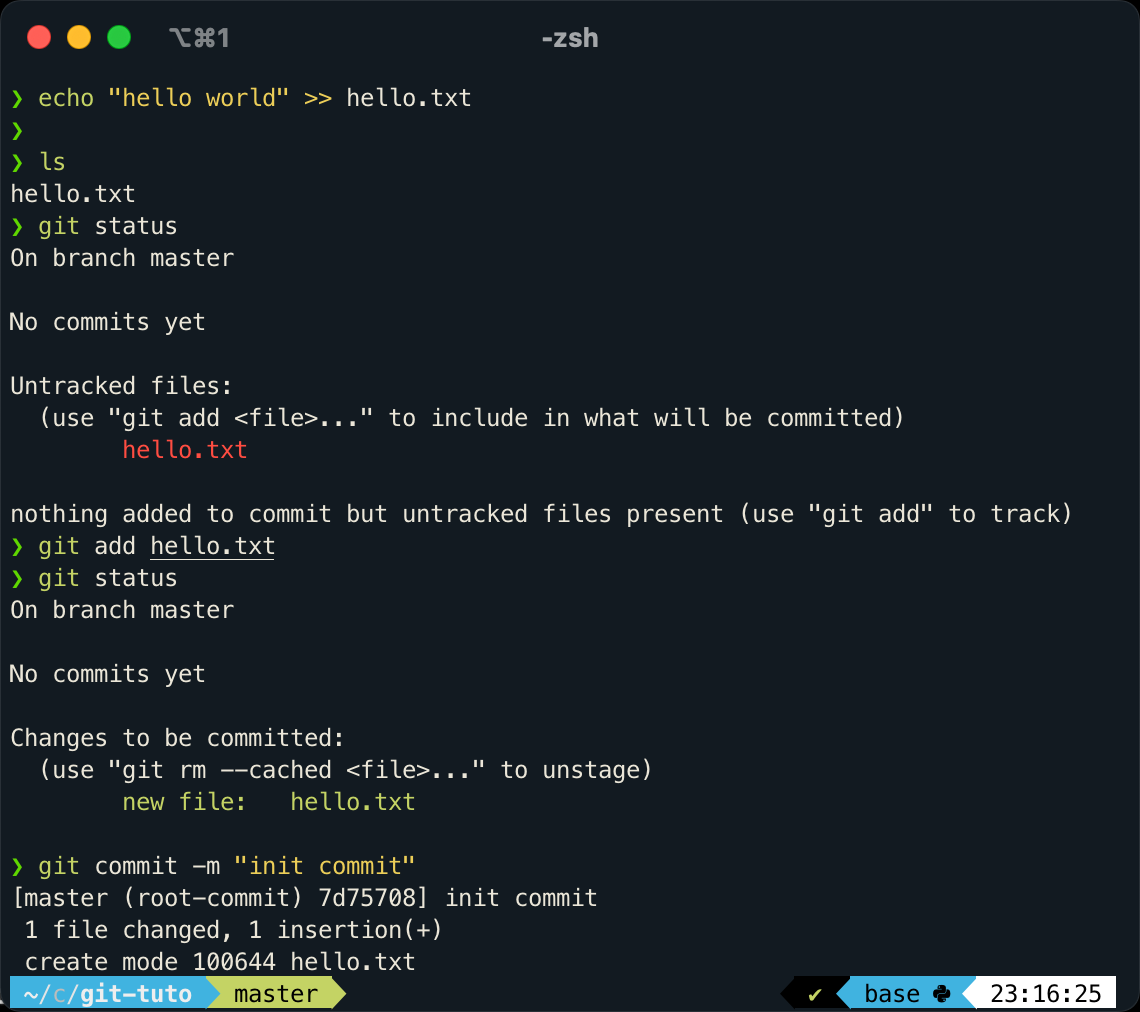 ⌥⌘1 -zsh
❯ echo "hello world" >> hello.txt
❯
❯ ls
hello.txt
❯ git status
On branch master
No commits yet
Untracked files:
  (use "git add <file>..." to include in what will be committed)
        hello.txt
nothing added to commit but untracked files present (use "git add" to track)
❯ git add hello.txt
❯ git status
On branch master
No commits yet
Changes to be committed:
  (use "git rm --cached <file>..." to unstage)
        new file:   hello.txt
❯ git commit -m "init commit"
[master (root-commit) 7d75708] init commit
 1 file changed, 1 insertion(+)
 create mode 100644 hello.txt
~/c/git-tuto master ✔ base 23:16:25